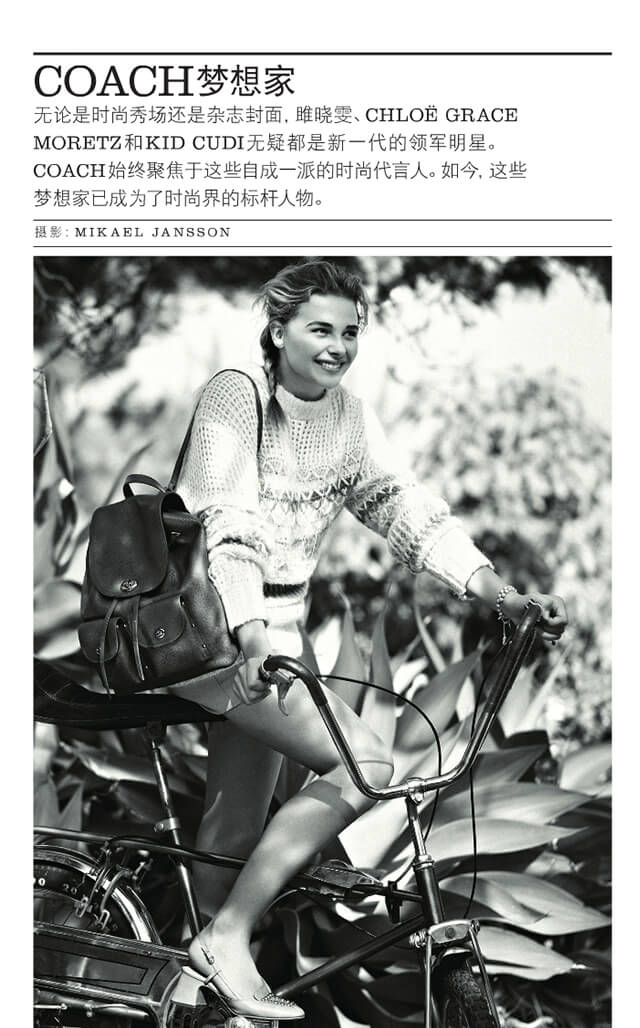 COACH梦想家
无论是时尚秀场还是杂志封面, 雎晓雯、CHLOË GRACE
MORETZ和KID CUDI无疑都是新一代的领军明星。
COACH始终聚焦于这些自成一派的时尚代言人。如今, 这些
梦想家已成为了时尚界的标杆人物。
摄影: MIKAEL JANSSON